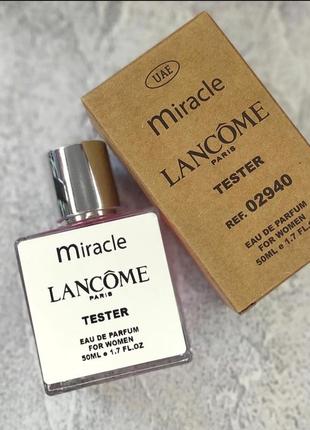 UAE
miracle
LANCÔME
PARIS
TESTER
REF. 02940
EAU DE PARFUM
FOR WOMEN
50ML e 1.7 FL.OZ
miracle
LANCÔME
PARIS
TESTER
EAU DE PARFUM
FOR WOMEN
50ML e 1.7 FL.OZ